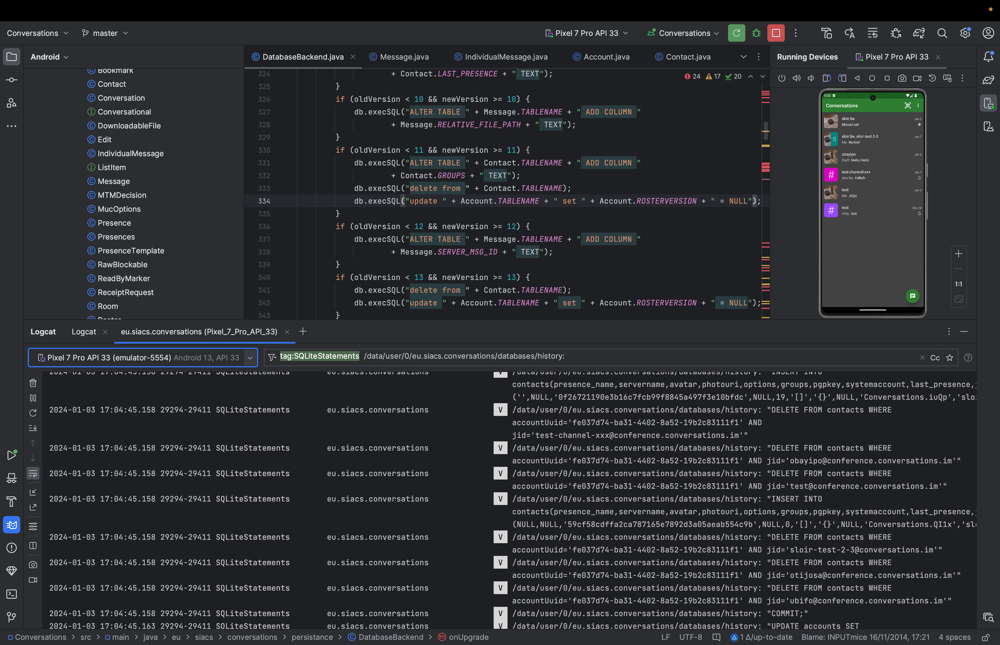 Conversations
master
Pixel 7 Pro API 33
Conversations
Android
Bookmark
Contact
Conversation
Conversational
DownloadableFile
Edit
IndividualMessage
ListItem
Message
MTMDecision
MucOptions
Presence
Presences
PresenceTemplate
RawBlockable
ReadByMarker
ReceiptRequest
Room
Roster
DatabaseBackend.java
Message.java
IndividualMessage.java
Account.java
Contact.java
24 17 20
324 + Contact.LAST_PRESENCE + " TEXT");
325 }
326 if (oldVersion < 10 && newVersion >= 10) {
327 db.execSQL("ALTER TABLE " + Message.TABLENAME + " ADD COLUMN "
328 + Message.RELATIVE_FILE_PATH + " TEXT");
329 }
330 if (oldVersion < 11 && newVersion >= 11) {
331 db.execSQL("ALTER TABLE " + Contact.TABLENAME + " ADD COLUMN "
332 + Contact.GROUPS + " TEXT");
333 db.execSQL("delete from " + Contact.TABLENAME);
334 db.execSQL("update " + Account.TABLENAME + " set " + Account.ROSTERVERSION + " = NULL");
335 }
336 if (oldVersion < 12 && newVersion >= 12) {
337 db.execSQL("ALTER TABLE " + Message.TABLENAME + " ADD COLUMN "
338 + Message.SERVER_MSG_ID + " TEXT");
339 }
340 if (oldVersion < 13 && newVersion >= 13) {
341 db.execSQL("delete from " + Contact.TABLENAME);
342 db.execSQL("update " + Account.TABLENAME + " set " + Account.ROSTERVERSION + " = NULL");
343 }
Running Devices
Pixel 7 Pro API 33
5:05
Conversations
sloir.be Jan 2
Missed call
S
sloir.be, sloir-test-2-3 Jan 2
Me: Rerfzsf
obayipo Jan 2
Draft: Hello, Hello:
#
test-channel-xxx Jan 2
sloir.be: Hdhdh
test Jan 2
Me: Jkljkl
#
test Dec 24
v0lly: test
1:1
Logcat
Logcat
eu.siacs.conversations (Pixel_7_Pro_API_33)
Pixel 7 Pro API 33 (emulator-5554) Android 13, API 33
tag:SQLiteStatements /data/user/0/eu.siacs.conversations/databases/history:
Cc
2024-01-03 17:04:45.158 29294-29411 SQLiteStatements eu.siacs.conversations V /data/user/0/eu.siacs.conversations/databases/history: "INSERT INTO
contacts(presence_name,servername,avatar,photouri,options,groups,pgpkey,systemaccount,last_presence,j
('',NULL,'0f26721190e3b16c7fcb99f8845a497f3e10bfdc',NULL,19,'[]','{}',NULL,'Conversations.iuQp','sloi
2024-01-03 17:04:45.158 29294-29411 SQLiteStatements eu.siacs.conversations V /data/user/0/eu.siacs.conversations/databases/history: "DELETE FROM contacts WHERE
accountUuid='fe037d74-ba31-4402-8a52-19b2c83111f1' AND
jid='test-channel-xxx@conference.conversations.im'"
2024-01-03 17:04:45.158 29294-29411 SQLiteStatements eu.siacs.conversations V /data/user/0/eu.siacs.conversations/databases/history: "DELETE FROM contacts WHERE
accountUuid='fe037d74-ba31-4402-8a52-19b2c83111f1' AND jid='obayipo@conference.conversations.im'"
2024-01-03 17:04:45.158 29294-29411 SQLiteStatements eu.siacs.conversations V /data/user/0/eu.siacs.conversations/databases/history: "DELETE FROM contacts WHERE
accountUuid='fe037d74-ba31-4402-8a52-19b2c83111f1' AND jid='test@conference.conversations.im'"
2024-01-03 17:04:45.158 29294-29411 SQLiteStatements eu.siacs.conversations V /data/user/0/eu.siacs.conversations/databases/history: "INSERT INTO
contacts(presence_name,servername,avatar,photouri,options,groups,pgpkey,systemaccount,last_presence,j
(NULL,NULL,'59cf58cdffa2ca787165e7892d3a05aeab554c9b',NULL,0,'[]','{}',NULL,'Conversations.QI1x','slo
2024-01-03 17:04:45.158 29294-29411 SQLiteStatements eu.siacs.conversations V /data/user/0/eu.siacs.conversations/databases/history: "DELETE FROM contacts WHERE
accountUuid='fe037d74-ba31-4402-8a52-19b2c83111f1' AND jid='sloir-test-2-3@conversations.im'"
2024-01-03 17:04:45.158 29294-29411 SQLiteStatements eu.siacs.conversations V /data/user/0/eu.siacs.conversations/databases/history: "DELETE FROM contacts WHERE
accountUuid='fe037d74-ba31-4402-8a52-19b2c83111f1' AND jid='otijosa@conference.conversations.im'"
2024-01-03 17:04:45.158 29294-29411 SQLiteStatements eu.siacs.conversations V /data/user/0/eu.siacs.conversations/databases/history: "DELETE FROM contacts WHERE
accountUuid='fe037d74-ba31-4402-8a52-19b2c83111f1' AND jid='ubifo@conference.conversations.im'"
2024-01-03 17:04:45.158 29294-29411 SQLiteStatements eu.siacs.conversations V /data/user/0/eu.siacs.conversations/databases/history: "COMMIT;"
2024-01-03 17:04:45.163 29294-29411 SQLiteStatements eu.siacs.conversations V /data/user/0/eu.siacs.conversations/databases/history: "UPDATE accounts SET
Conversations > src > main > java > eu > siacs > conversations > persistance > DatabaseBackend > onUpgrade
LF UTF-8 1 Δ/up-to-date Blame: INPUTmice 16/11/2014, 17:21 4 spaces